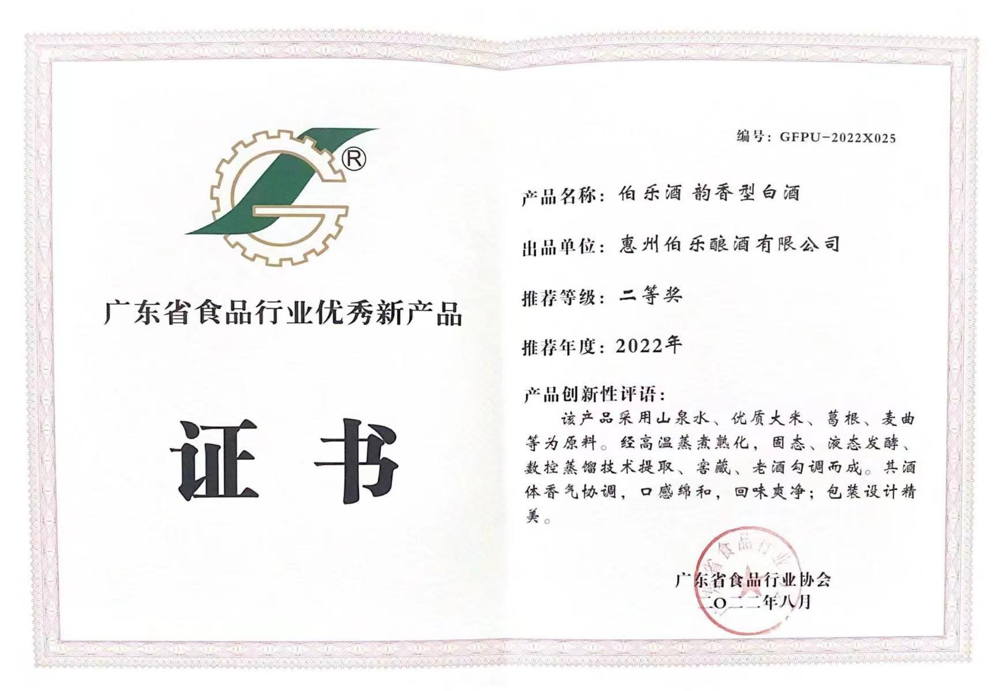 ®
广东省食品行业优秀新产品
证书
编号：GFPU-2022X025
产品名称：伯乐酒 韵香型白酒
出品单位：惠州伯乐酿酒有限公司
推荐等级：二等奖
推荐年度：2022年
产品创新性评语：
该产品采用山泉水、优质大米、葛根、麦曲
等为原料。经高温蒸煮熟化，固态、液态发酵、
数控蒸馏技术提取、窖藏、老酒勾调而成。其酒
体香气协调，口感绵和，回味爽净；包装设计精
美。
省食品行业
广东省食品行业协会
二〇二二年八月